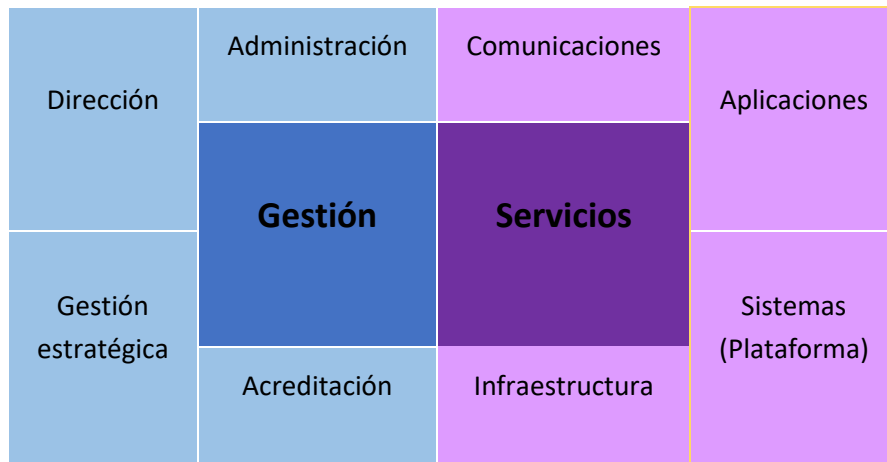 Dirección
Administración
Comunicaciones
Aplicaciones
Gestión
Servicios
Gestión
estratégica
Sistemas
(Plataforma)
Acreditación
Infraestructura